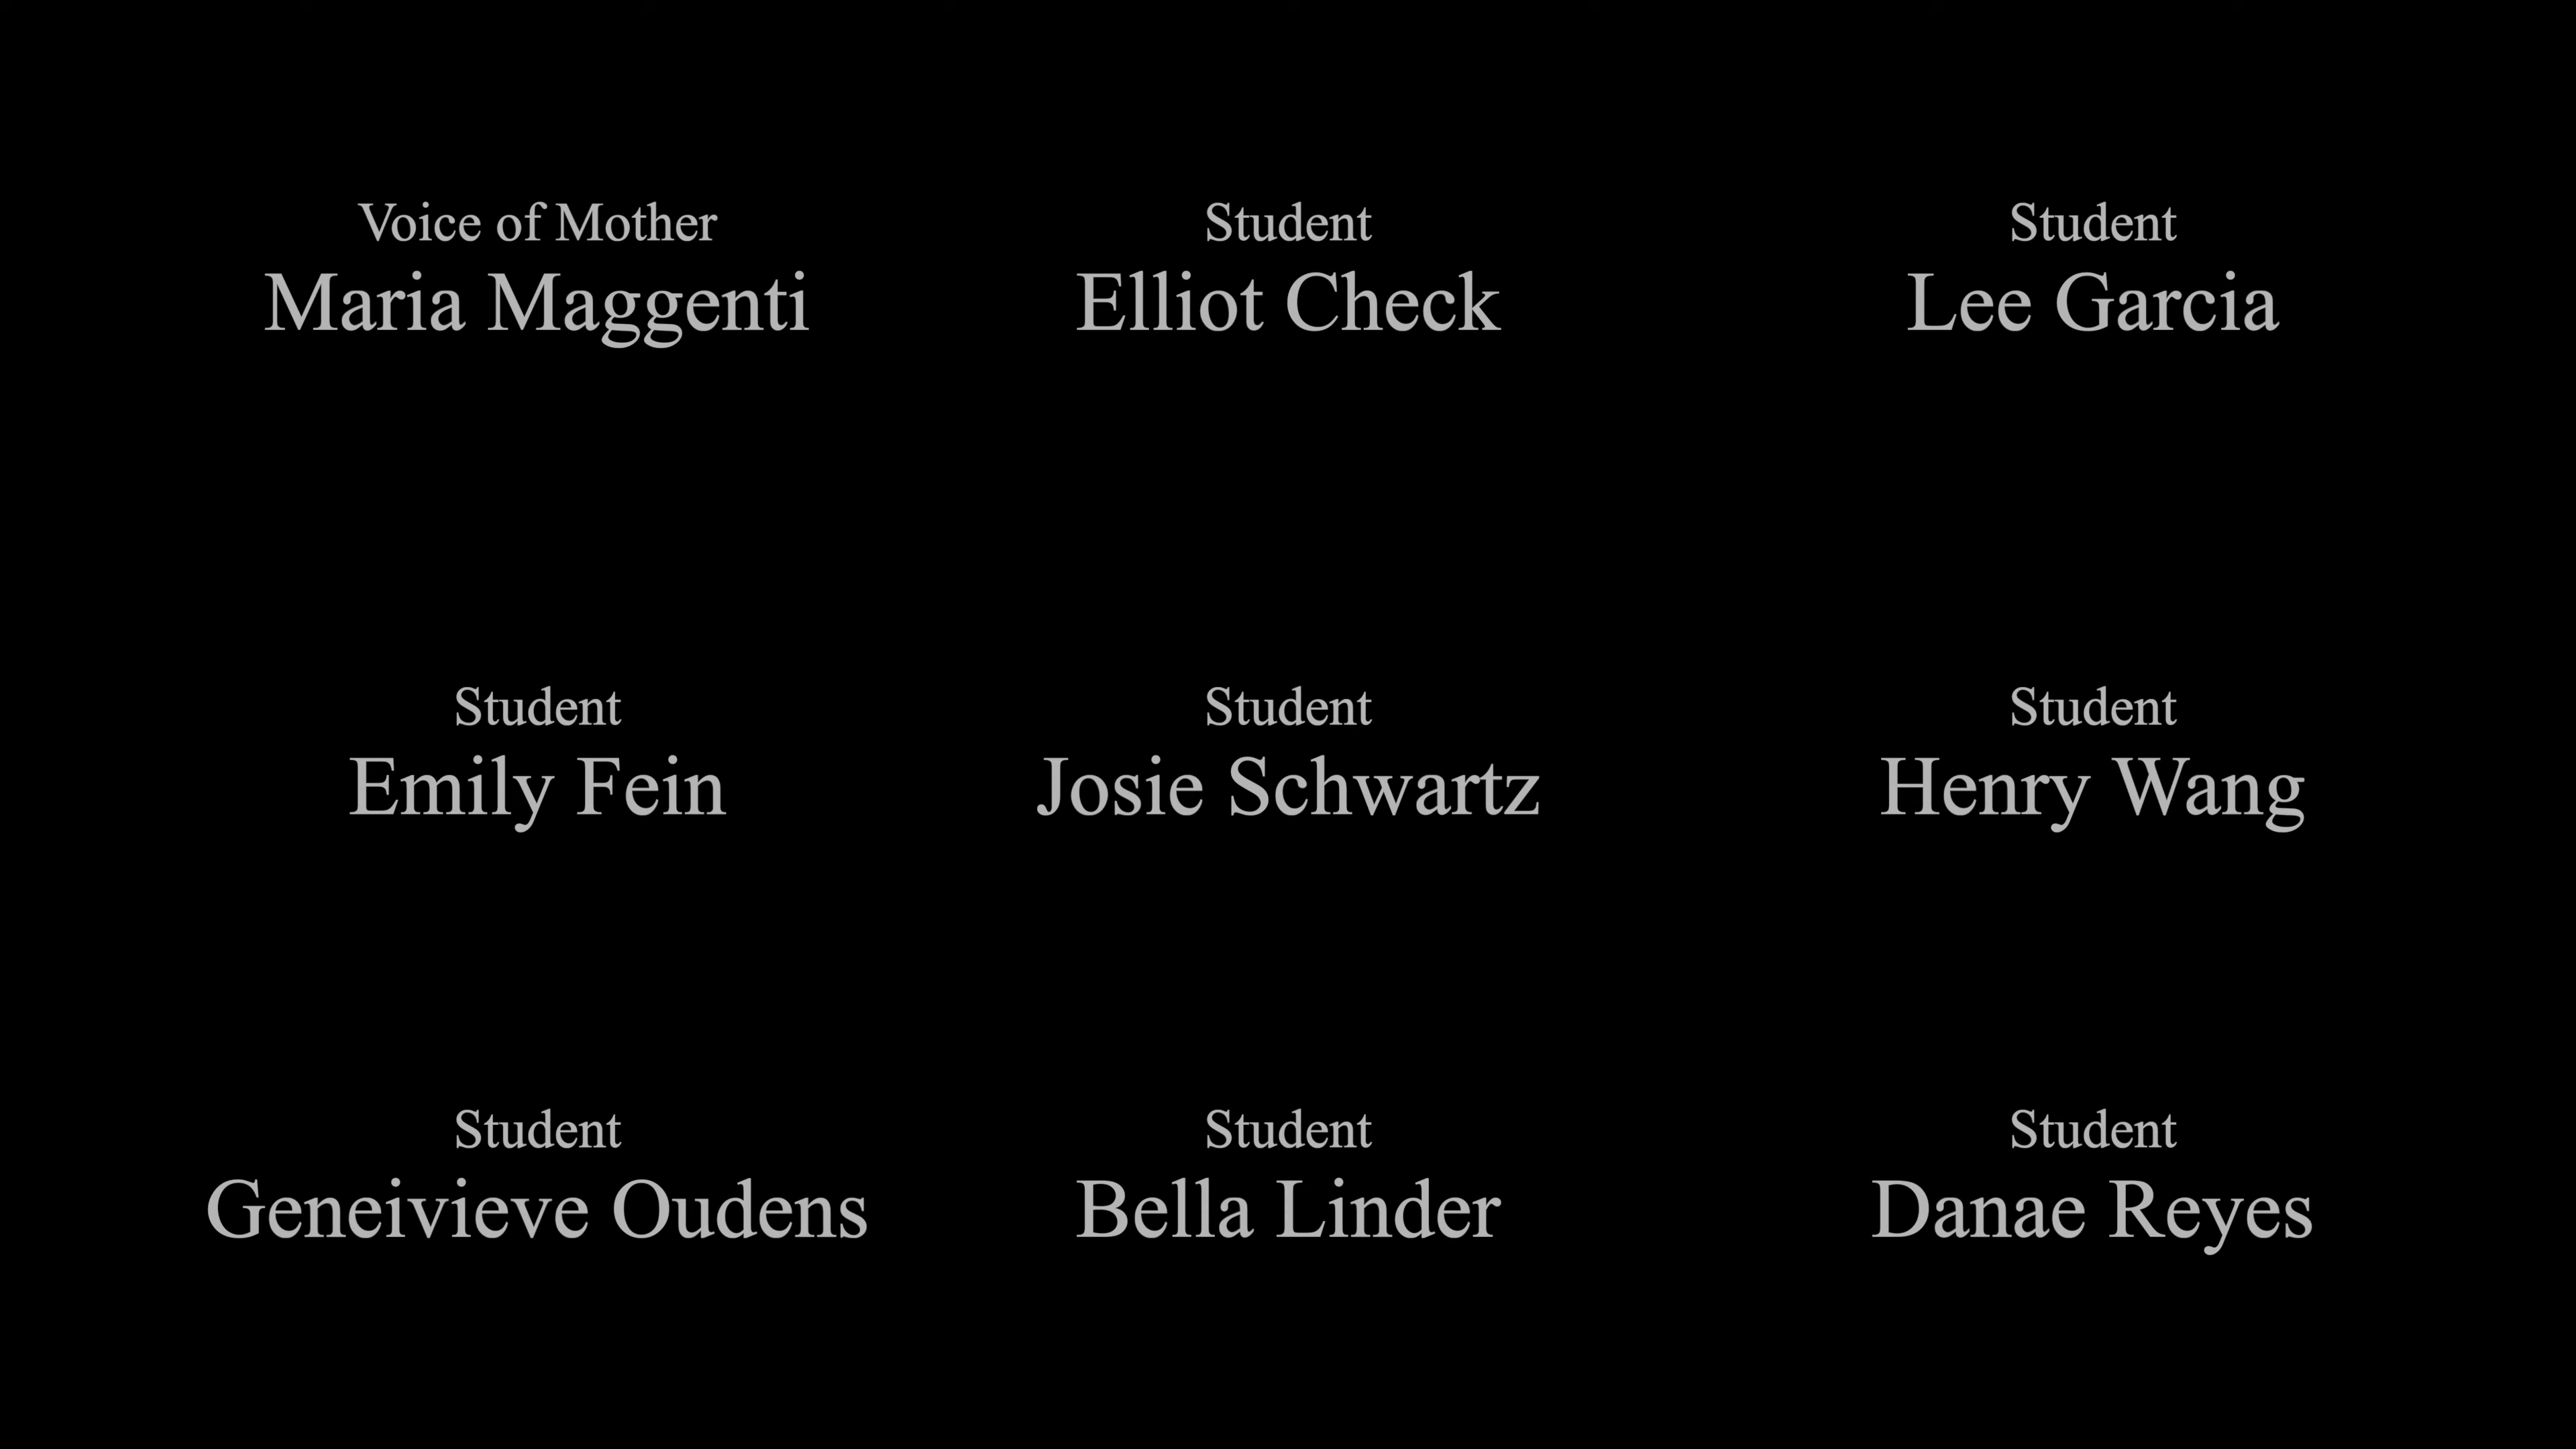 Voice of Mother
Maria Maggenti
Student
Elliot Check
Student
Lee Garcia
Student
Emily Fein
Student
Josie Schwartz
Student
Henry Wang
Student
Geneivieve Oudens
Student
Bella Linder
Student
Danae Reyes